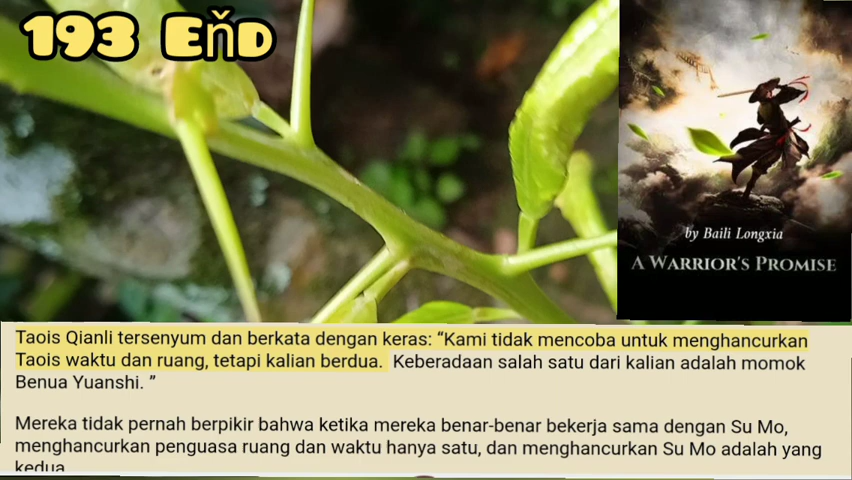 193 Eňd
by Baili Longxia
A WARRIOR'S PROMISE
Taois Qianli tersenyum dan berkata dengan keras: “Kami tidak mencoba untuk menghancurkan
Taois waktu dan ruang, tetapi kalian berdua. Keberadaan salah satu dari kalian adalah momok
Benua Yuanshi. ”
Mereka tidak pernah berpikir bahwa ketika mereka benar-benar bekerja sama dengan Su Mo,
menghancurkan penguasa ruang dan waktu hanya satu, dan menghancurkan Su Mo adalah yang
kedua